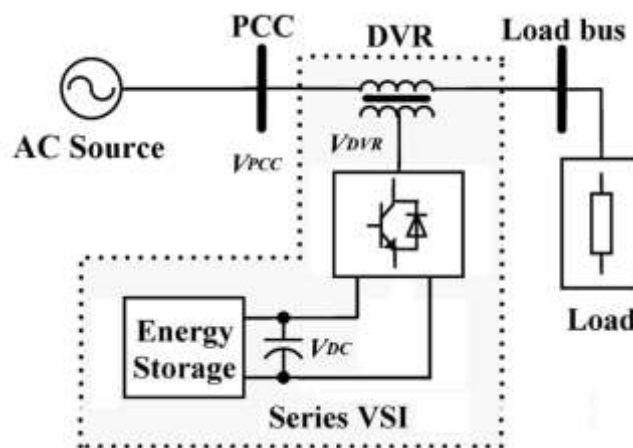 PCC
DVR
Load bus
AC Source
VPCC
VDVR
Energy
Storage
VDC
Load
Series VSI